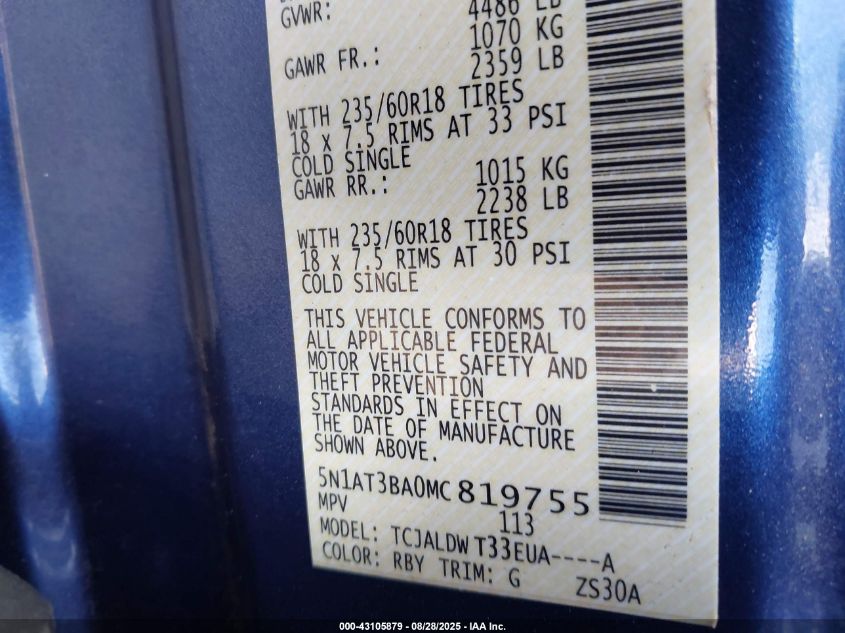 GVWR: 4486 LB
1070 KG
GAWR FR.: 2359 LB
WITH 235/60R18 TIRES
18 x 7.5 RIMS AT 33 PSI
COLD SINGLE
1015 KG
GAWR RR.: 2238 LB
WITH 235/60R18 TIRES
18 x 7.5 RIMS AT 30 PSI
COLD SINGLE
THIS VEHICLE CONFORMS TO
ALL APPLICABLE FEDERAL
MOTOR VEHICLE SAFETY AND
THEFT PREVENTION
STANDARDS IN EFFECT ON
THE DATE OF MANUFACTURE
SHOWN ABOVE.
5N1AT3BA0MC 819755
MPV 113
MODEL: TCJALDW T33EUA----A
COLOR: RBY TRIM: G ZS30A
000-43105879 - 08/28/2025 - IAA Inc.